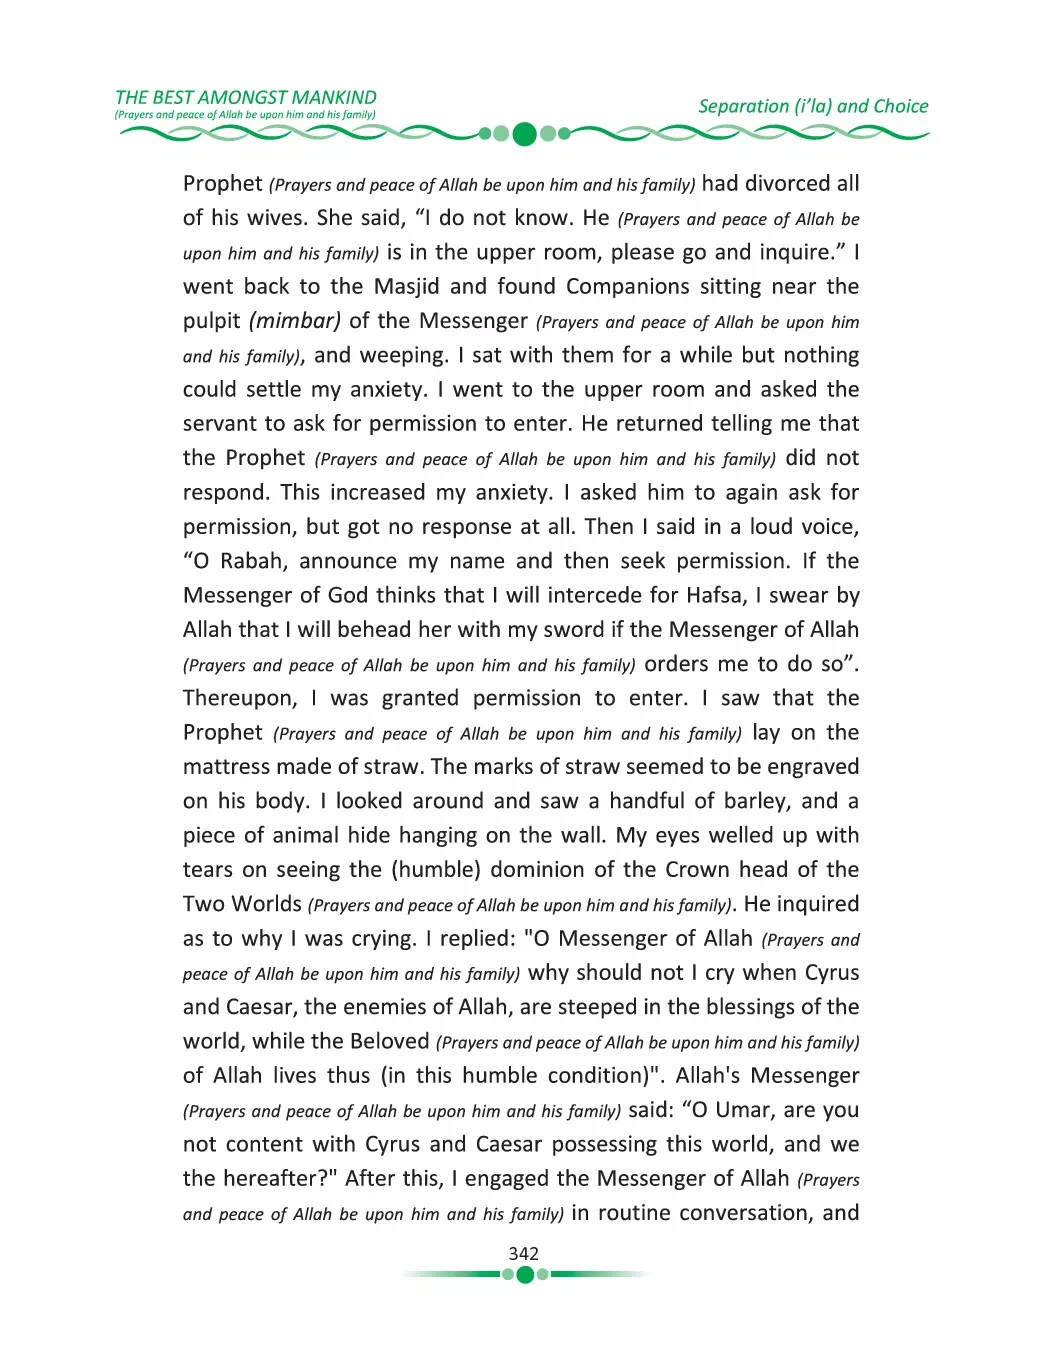 THE BEST AMONGST MANKIND
(Prayers and peace of Allah be upon him and his family)
Separation (i’la) and Choice
Prophet (Prayers and peace of Allah be upon him and his family) had divorced all
of his wives. She said, “I do not know. He (Prayers and peace of Allah be
upon him and his family) is in the upper room, please go and inquire.” I
went back to the Masjid and found Companions sitting near the
pulpit (mimbar) of the Messenger (Prayers and peace of Allah be upon him
and his family), and weeping. I sat with them for a while but nothing
could settle my anxiety. I went to the upper room and asked the
servant to ask for permission to enter. He returned telling me that
the Prophet (Prayers and peace of Allah be upon him and his family) did not
respond. This increased my anxiety. I asked him to again ask for
permission, but got no response at all. Then I said in a loud voice,
“O Rabah, announce my name and then seek permission. If the
Messenger of God thinks that I will intercede for Hafsa, I swear by
Allah that I will behead her with my sword if the Messenger of Allah
(Prayers and peace of Allah be upon him and his family) orders me to do so”.
Thereupon, I was granted permission to enter. I saw that the
Prophet (Prayers and peace of Allah be upon him and his family) lay on the
mattress made of straw. The marks of straw seemed to be engraved
on his body. I looked around and saw a handful of barley, and a
piece of animal hide hanging on the wall. My eyes welled up with
tears on seeing the (humble) dominion of the Crown head of the
Two Worlds (Prayers and peace of Allah be upon him and his family). He inquired
as to why I was crying. I replied: "O Messenger of Allah (Prayers and
peace of Allah be upon him and his family) why should not I cry when Cyrus
and Caesar, the enemies of Allah, are steeped in the blessings of the
world, while the Beloved (Prayers and peace of Allah be upon him and his family)
of Allah lives thus (in this humble condition)". Allah's Messenger
(Prayers and peace of Allah be upon him and his family) said: “O Umar, are you
not content with Cyrus and Caesar possessing this world, and we
the hereafter?" After this, I engaged the Messenger of Allah (Prayers
and peace of Allah be upon him and his family) in routine conversation, and
342